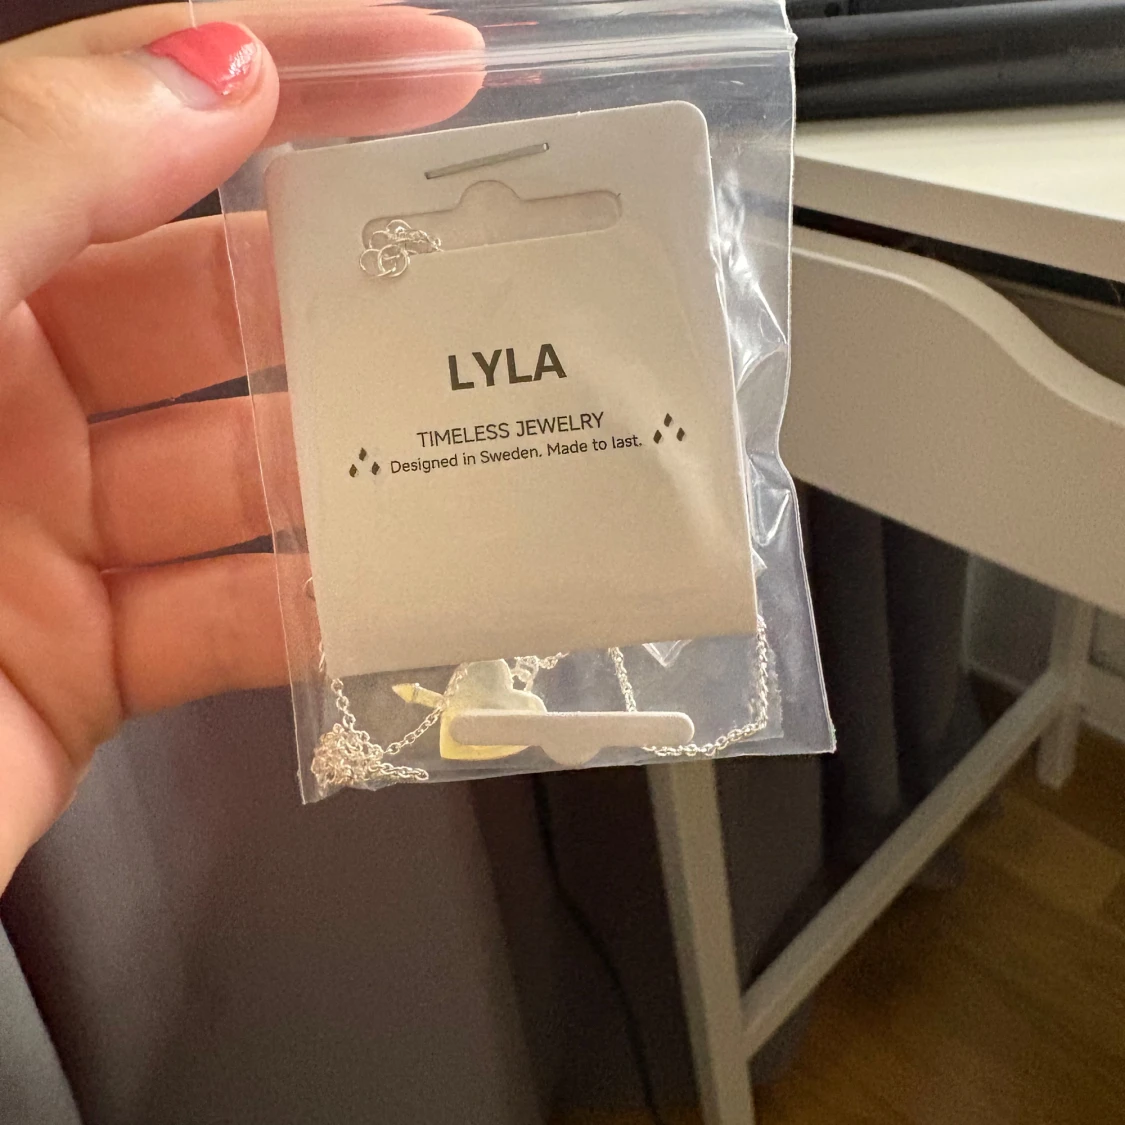 LYLA
TIMELESS JEWELRY
Designed in Sweden. Made to last.